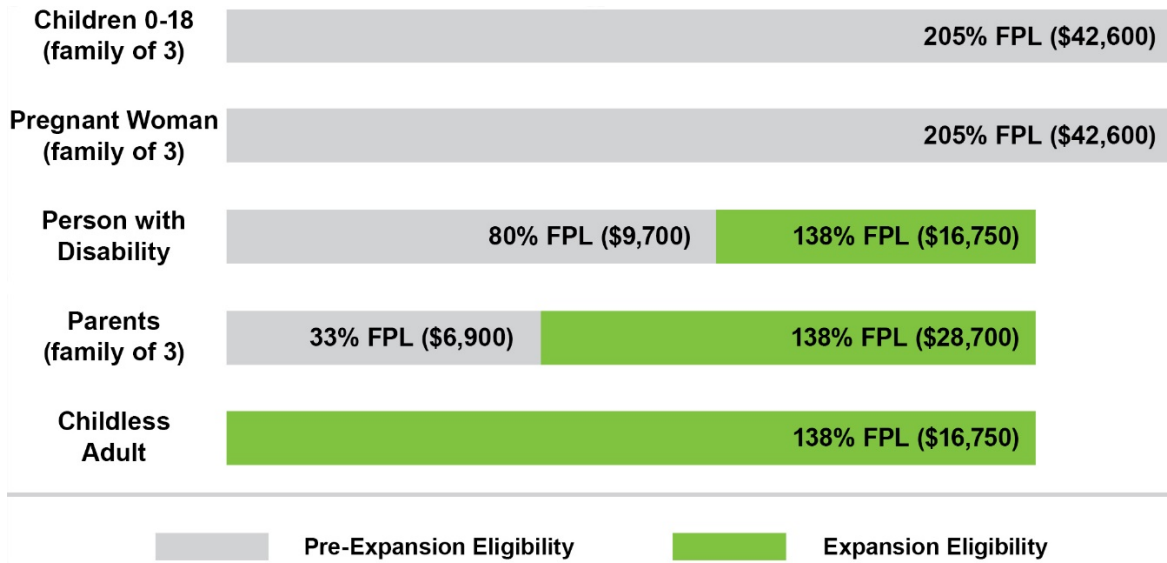 Children 0-18
(family of 3)
205% FPL ($42,600)
Pregnant Woman
(family of 3)
205% FPL ($42,600)
Person with
Disability
80% FPL ($9,700)
138% FPL ($16,750)
Parents
(family of 3)
33% FPL ($6,900)
138% FPL ($28,700)
Childless
Adult
138% FPL ($16,750)
Pre-Expansion Eligibility
Expansion Eligibility